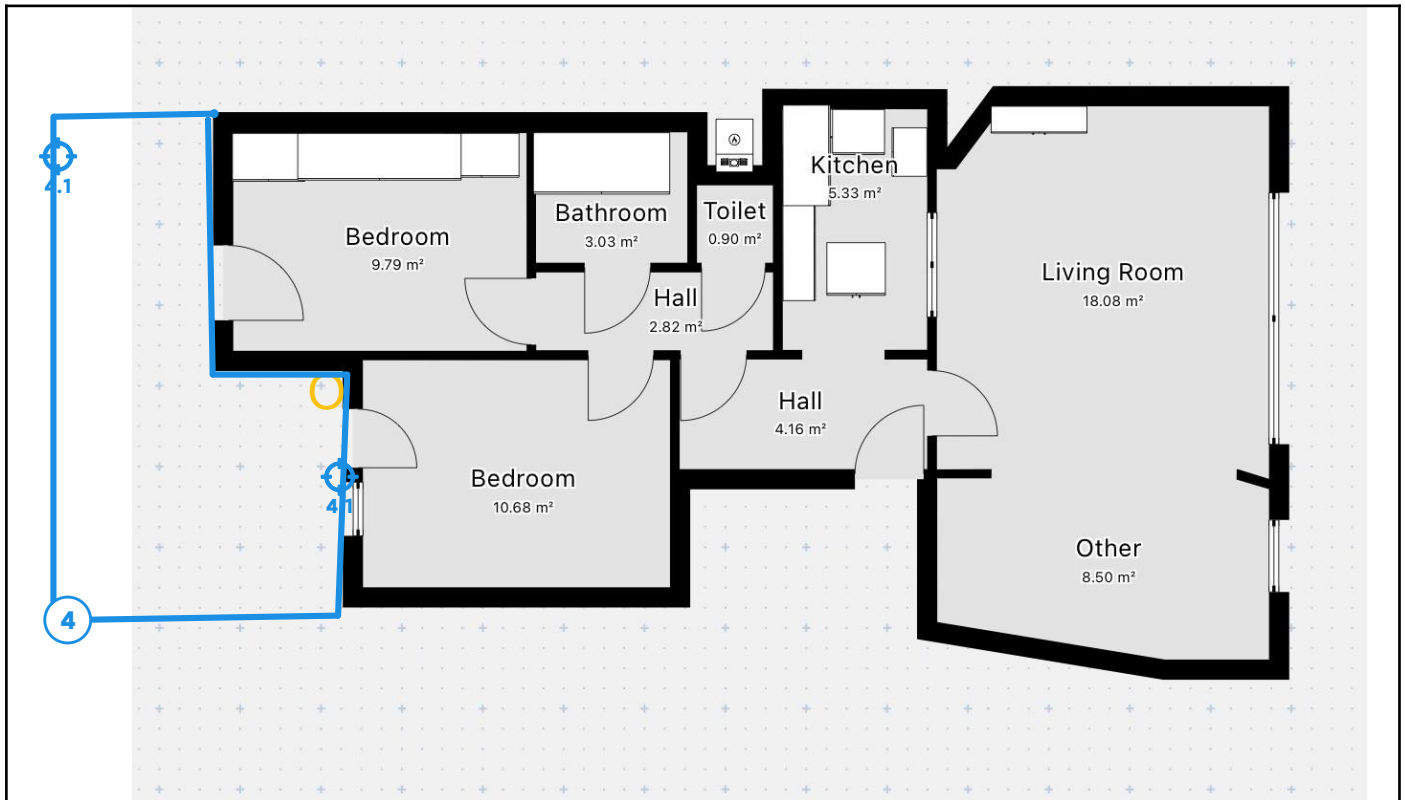 4.1
Kitchen
5.33 m²
Bathroom
3.03 m²
Toilet
0.90 m²
Bedroom
9.79 m²
Living Room
18.08 m²
Hall
2.82 m²
Hall
4.16 m²
Bedroom
10.68 m²
4.1
Other
8.50 m²
4